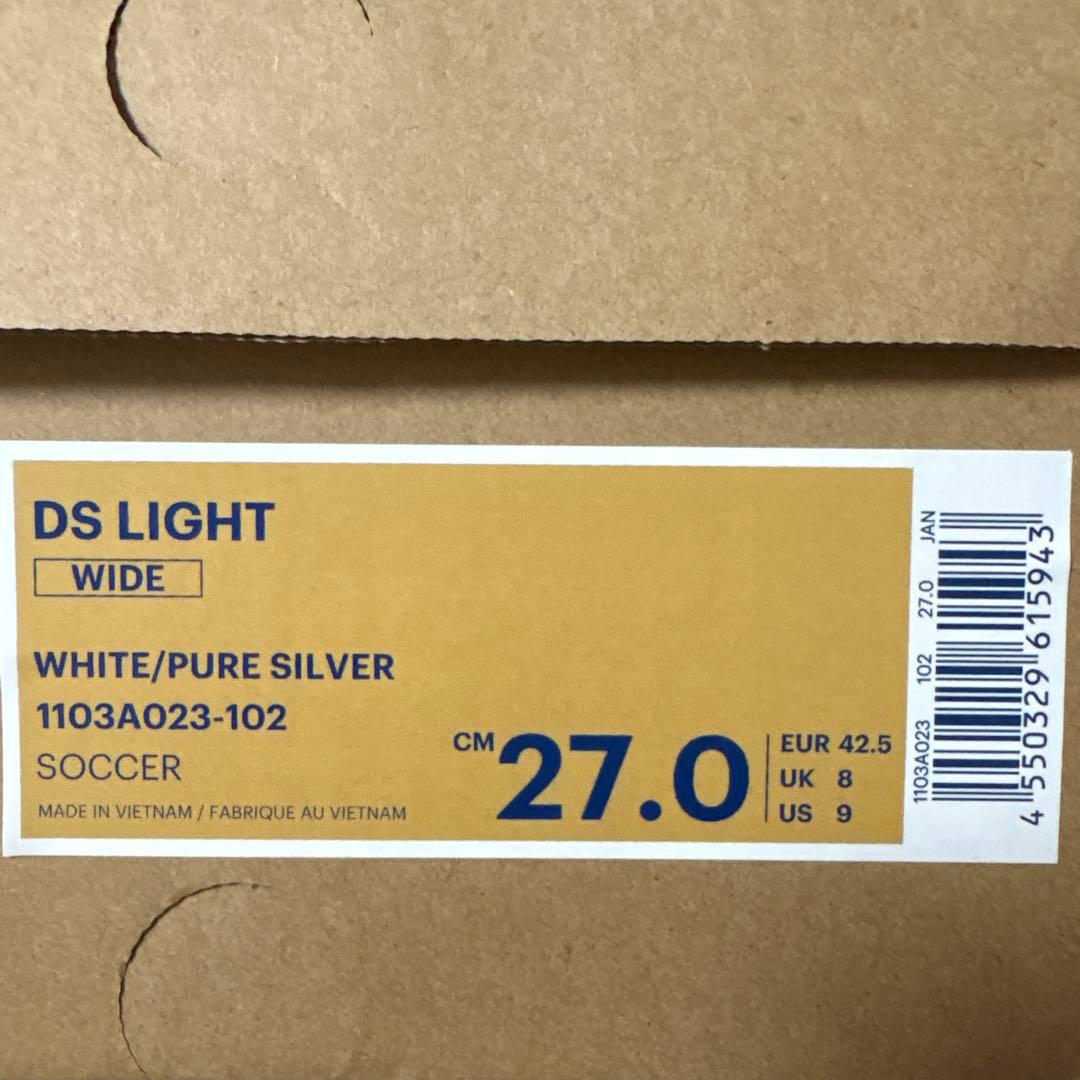 DS LIGHT
WIDE
WHITE/PURE SILVER
1103A023-102
SOCCER
MADE IN VIETNAM / FABRIQUE AU VIETNAM
CM 27.0
EUR 42.5
UK 8
US 9
1103A023 102 27.0 JAN
4 550329 615943